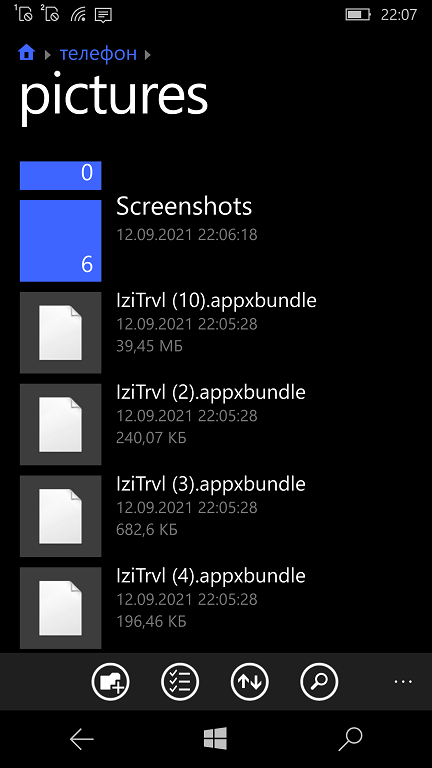 1 2 22:07
телефон
pictures
0
Screenshots
12.09.2021 22:06:18
6
IziTrvl (10).appxbundle
12.09.2021 22:05:28
39,45 МБ
IziTrvl (2).appxbundle
12.09.2021 22:05:28
240,07 КБ
IziTrvl (3).appxbundle
12.09.2021 22:05:28
682,6 КБ
IziTrvl (4).appxbundle
12.09.2021 22:05:28
196,46 КБ